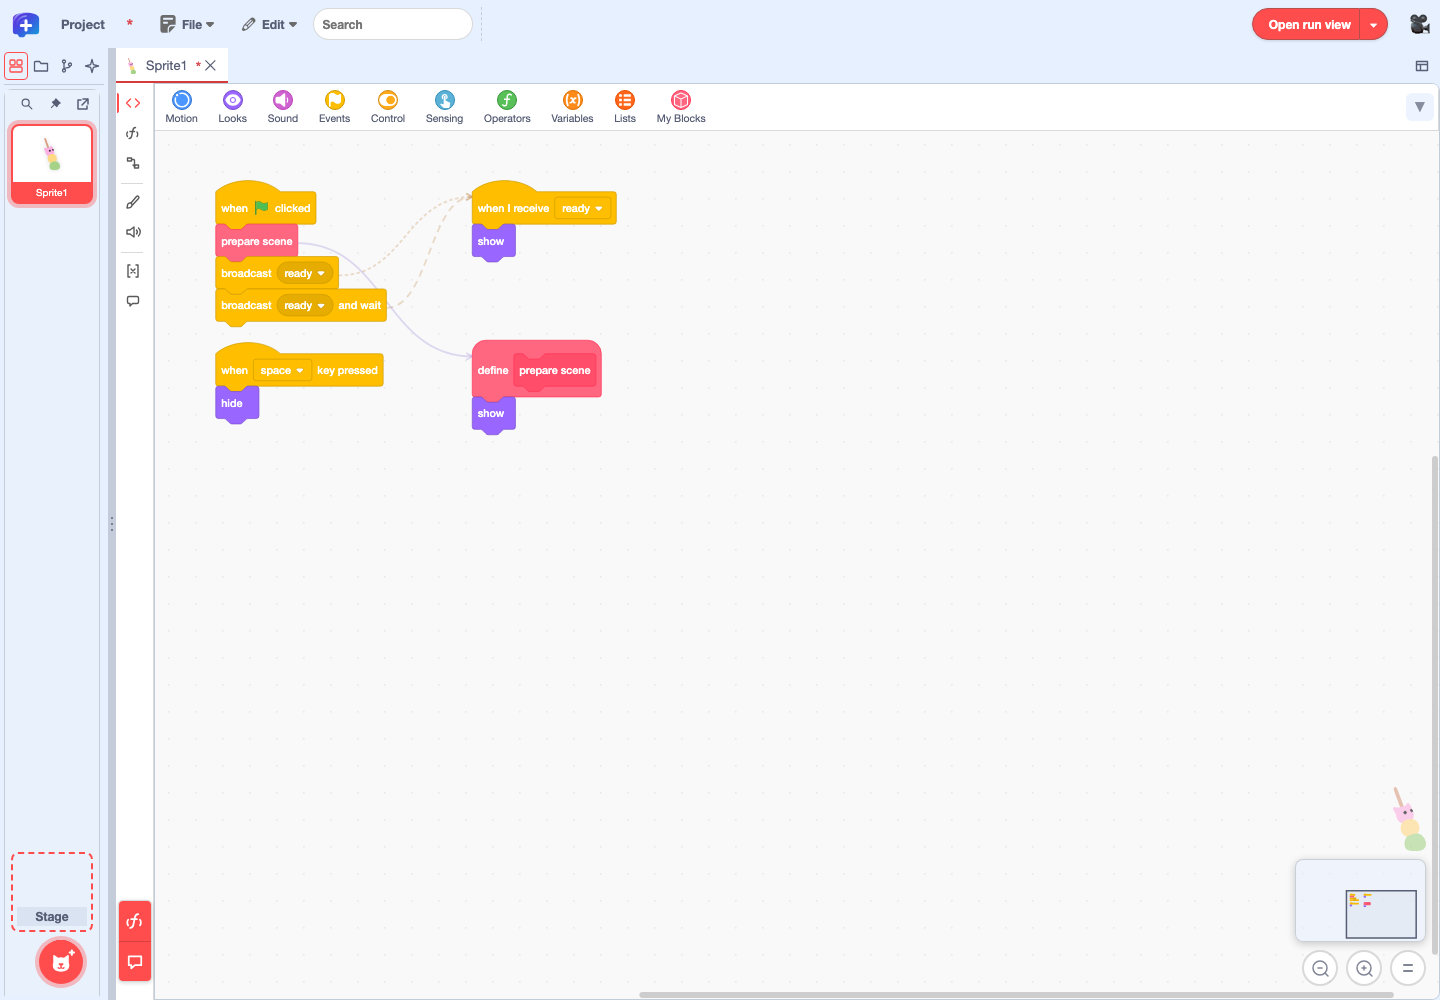 Project * File Edit Search Open run view
Sprite1 *
Motion Looks Sound Events Control Sensing Operators Variables Lists My Blocks
Sprite1
when clicked
prepare scene
broadcast ready
broadcast ready and wait
when I receive ready
show
when space key pressed
hide
define prepare scene
show
Stage